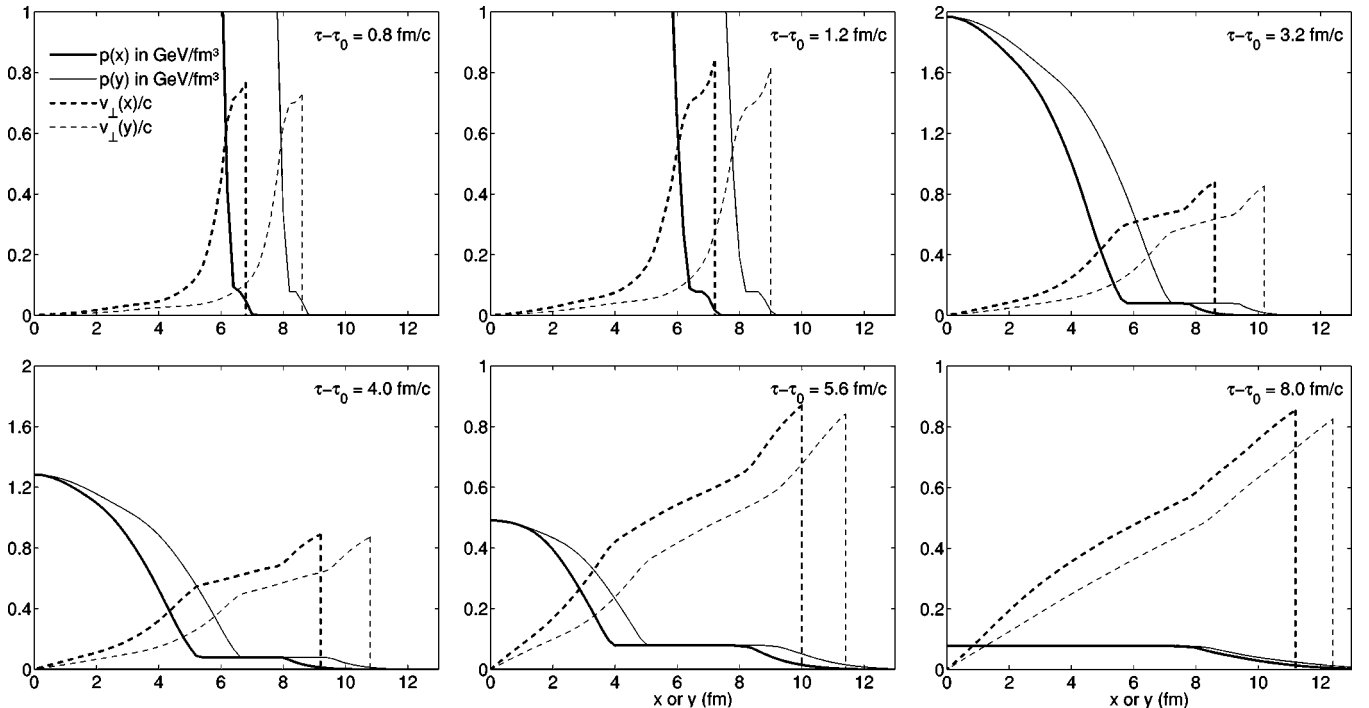 τ−τ₀ = 0.8 fm/c
p(x) in GeV/fm³
p(y) in GeV/fm³
v⊥(x)/c
v⊥(y)/c
1
0.8
0.6
0.4
0.2
0
0 2 4 6 8 10 12
τ−τ₀ = 1.2 fm/c
1
0.8
0.6
0.4
0.2
0
0 2 4 6 8 10 12
τ−τ₀ = 3.2 fm/c
2
1.6
1.2
0.8
0.4
0
0 2 4 6 8 10 12
τ−τ₀ = 4.0 fm/c
2
1.6
1.2
0.8
0.4
0
0 2 4 6 8 10 12
τ−τ₀ = 5.6 fm/c
1
0.8
0.6
0.4
0.2
0
0 2 4 6 8 10 12
x or y (fm)
τ−τ₀ = 8.0 fm/c
1
0.8
0.6
0.4
0.2
0
0 2 4 6 8 10 12
x or y (fm)